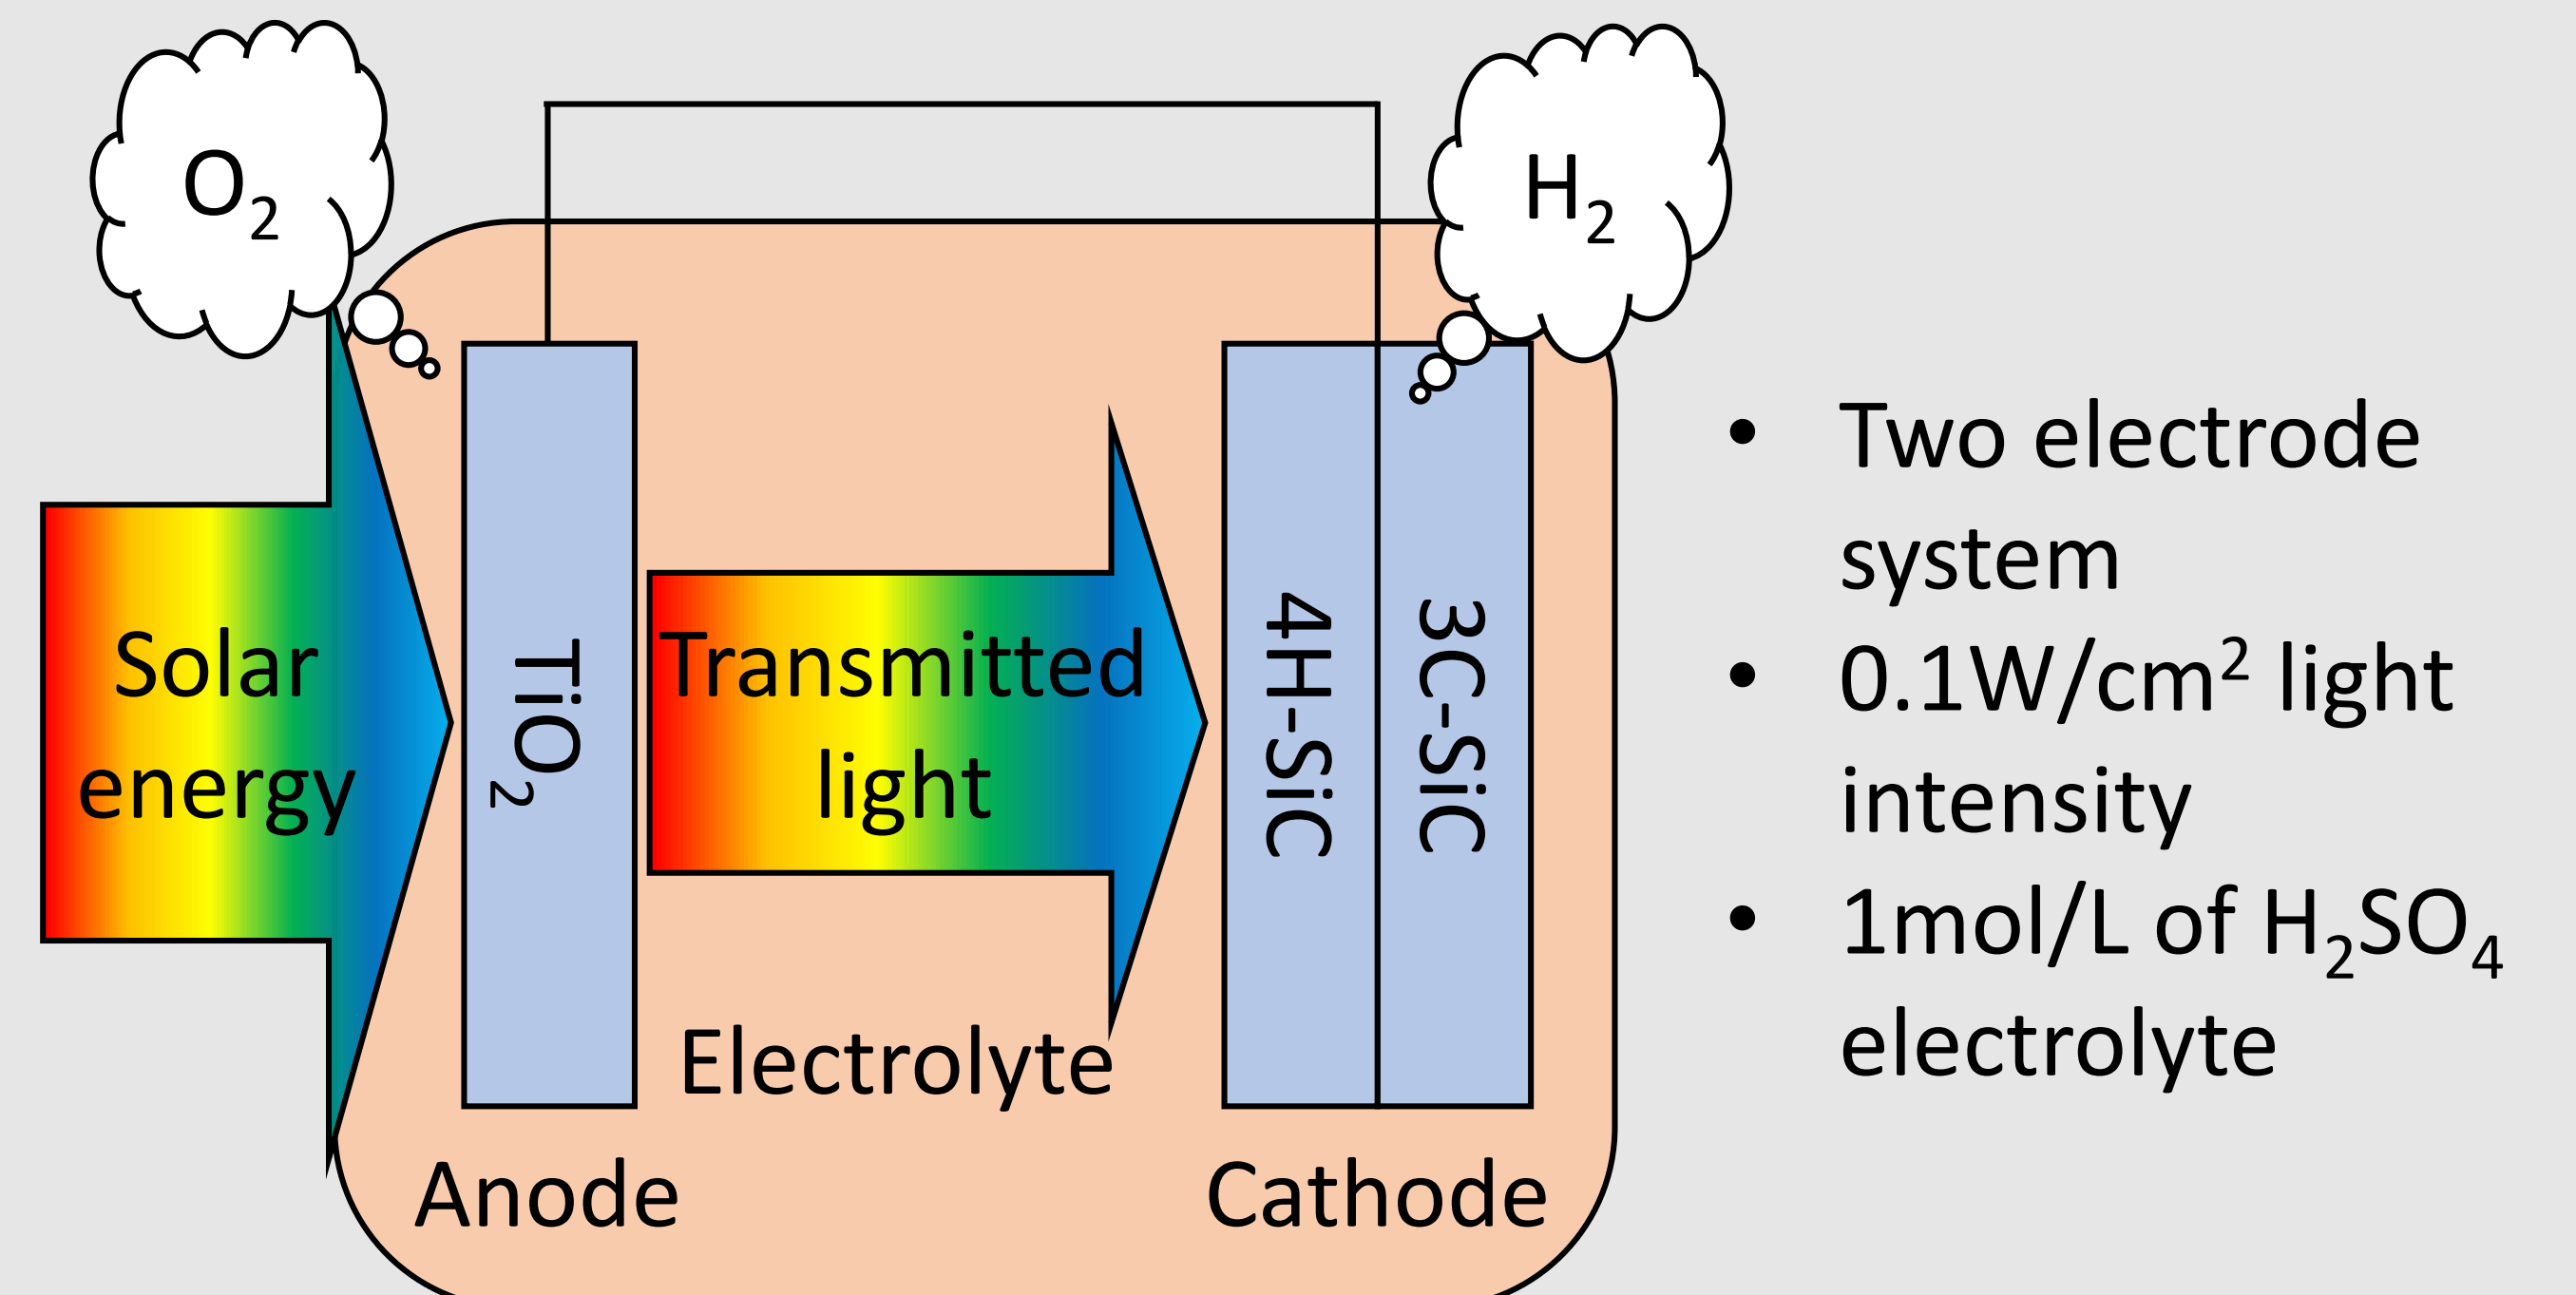 O₂
H₂
Solar
energy
TiO₂
Transmitted
light
4H-SiC
3C-SiC
Electrolyte
Anode
Cathode
• Two electrode
system
• 0.1W/cm² light
intensity
• 1mol/L of H₂SO₄
electrolyte